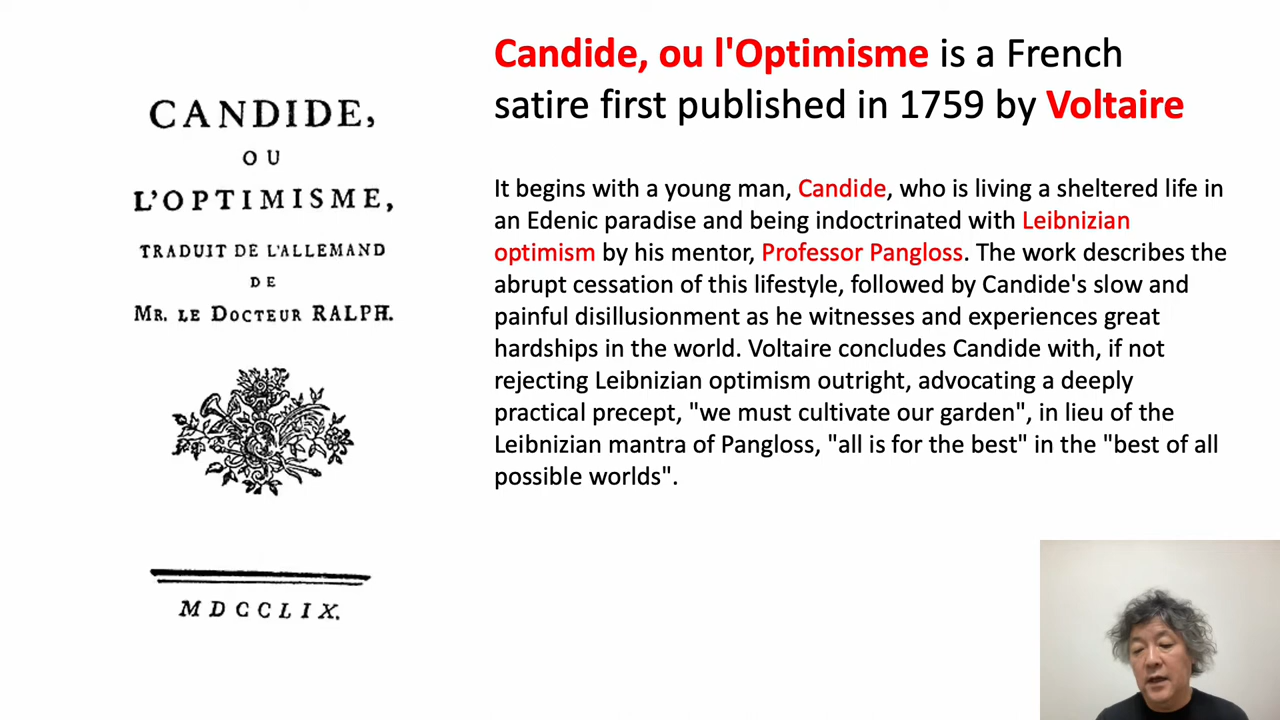 CANDIDE,
OU
L'OPTIMISME,
TRADUIT DE L'ALLEMAND
DE
MR. LE DOCTEUR RALPH.
MDCCLIX.
Candide, ou l'Optimisme is a French
satire first published in 1759 by Voltaire
It begins with a young man, Candide, who is living a sheltered life in
an Edenic paradise and being indoctrinated with Leibnizian
optimism by his mentor, Professor Pangloss. The work describes the
abrupt cessation of this lifestyle, followed by Candide's slow and
painful disillusionment as he witnesses and experiences great
hardships in the world. Voltaire concludes Candide with, if not
rejecting Leibnizian optimism outright, advocating a deeply
practical precept, "we must cultivate our garden", in lieu of the
Leibnizian mantra of Pangloss, "all is for the best" in the "best of all
possible worlds".